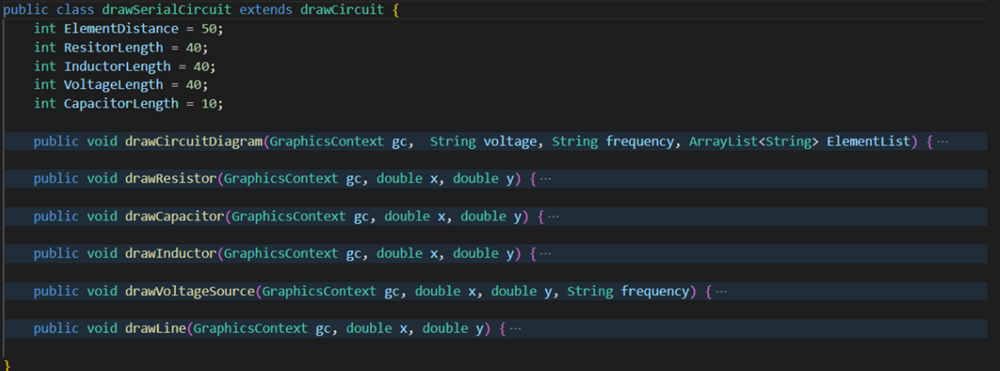 public class drawSerialCircuit extends drawCircuit {
    int ElementDistance = 50;
    int ResitorLength = 40;
    int InductorLength = 40;
    int VoltageLength = 40;
    int CapacitorLength = 10;
    public void drawCircuitDiagram(GraphicsContext gc,  String voltage, String frequency, ArrayList<String> ElementList) { ···
    public void drawResistor(GraphicsContext gc, double x, double y) { ···
    public void drawCapacitor(GraphicsContext gc, double x, double y) { ···
    public void drawInductor(GraphicsContext gc, double x, double y) { ···
    public void drawVoltageSource(GraphicsContext gc, double x, double y, String frequency) { ···
    public void drawLine(GraphicsContext gc, double x, double y) { ···
}